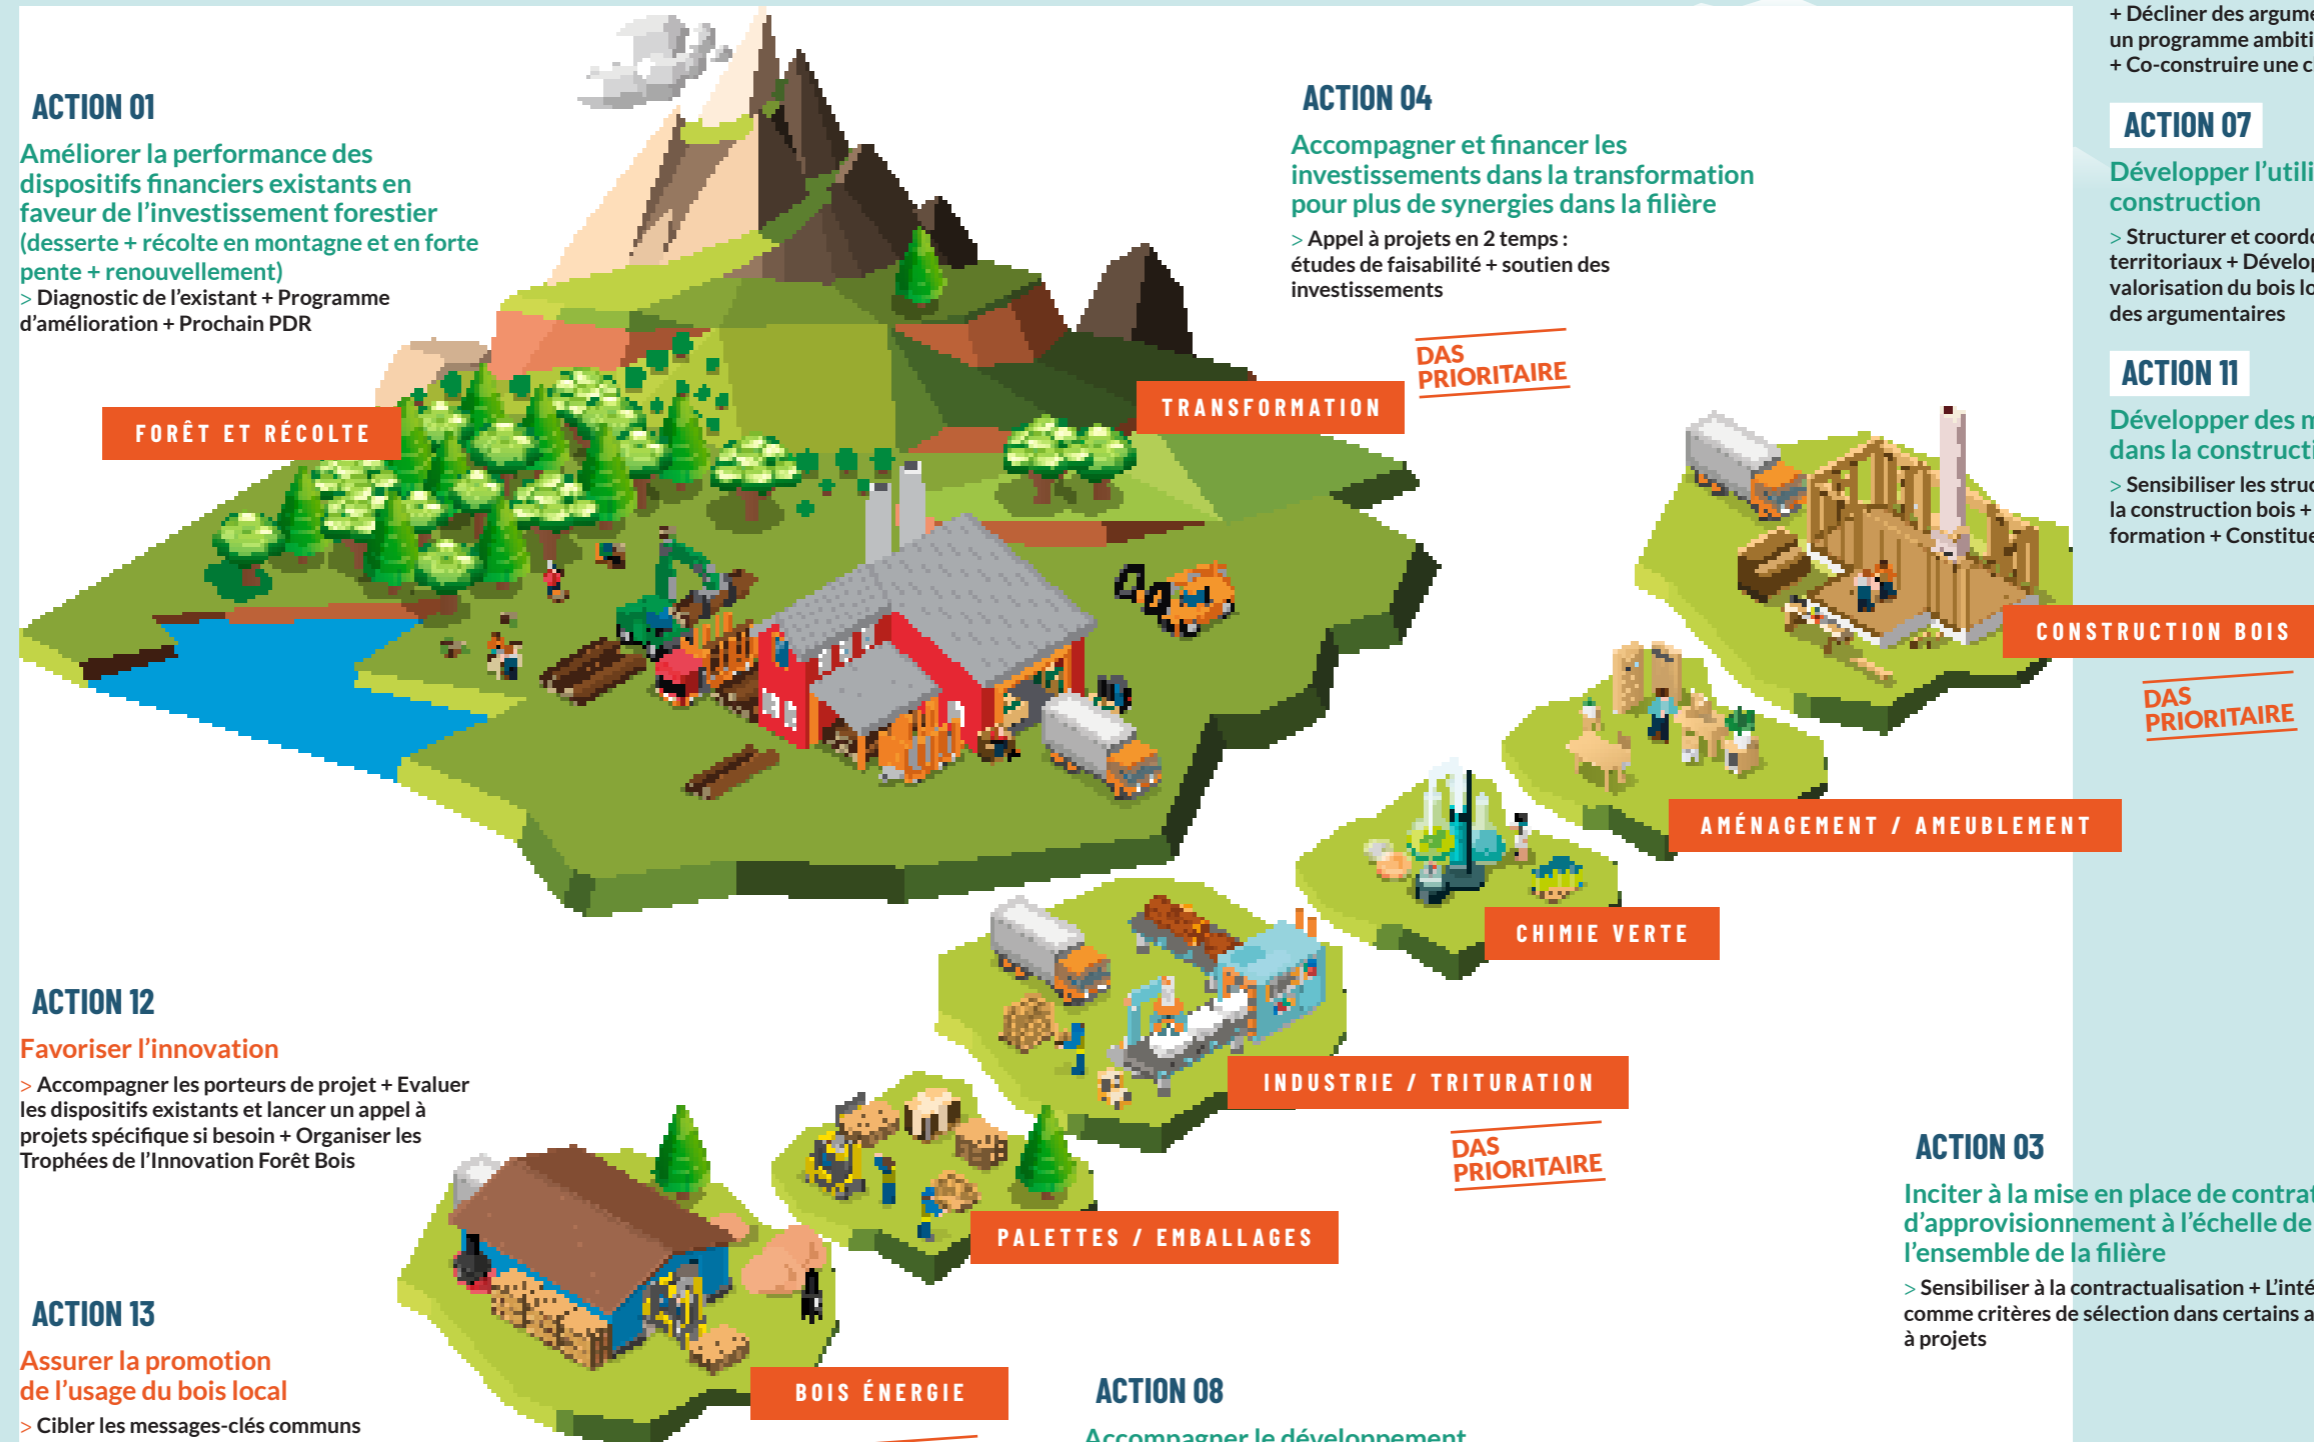 ACTION 01
Améliorer la performance des
dispositifs financiers existants en
faveur de l'investissement forestier
(desserte + récolte en montagne et en forte
pente + renouvellement)
> Diagnostic de l'existant + Programme
d'amélioration + Prochain PDR
FORÊT ET RÉCOLTE
ACTION 04
Accompagner et financer les
investissements dans la transformation
pour plus de synergies dans la filière
> Appel à projets en 2 temps :
études de faisabilité + soutien des
investissements
DAS
PRIORITAIRE
TRANSFORMATION
+ Décliner des argume
un programme ambiti
+ Co-construire une c
ACTION 07
Développer l'utili
construction
> Structurer et coordo
territoriaux + Dévelop
valorisation du bois lo
des argumentaires
ACTION 11
Développer des m
dans la constructi
> Sensibiliser les struc
la construction bois +
formation + Constitue
CONSTRUCTION BOIS
DAS
PRIORITAIRE
AMÉNAGEMENT / AMEUBLEMENT
CHIMIE VERTE
INDUSTRIE / TRITURATION
DAS
PRIORITAIRE
PALETTES / EMBALLAGES
BOIS ÉNERGIE
ACTION 12
Favoriser l'innovation
> Accompagner les porteurs de projet + Evaluer
les dispositifs existants et lancer un appel à
projets spécifique si besoin + Organiser les
Trophées de l'Innovation Forêt Bois
ACTION 13
Assurer la promotion
de l'usage du bois local
> Cibler les messages-clés communs
ACTION 08
Accompagner le développement
ACTION 03
Inciter à la mise en place de contrat
d'approvisionnement à l'échelle de
l'ensemble de la filière
> Sensibiliser à la contractualisation + L'inté
comme critères de sélection dans certains a
à projets